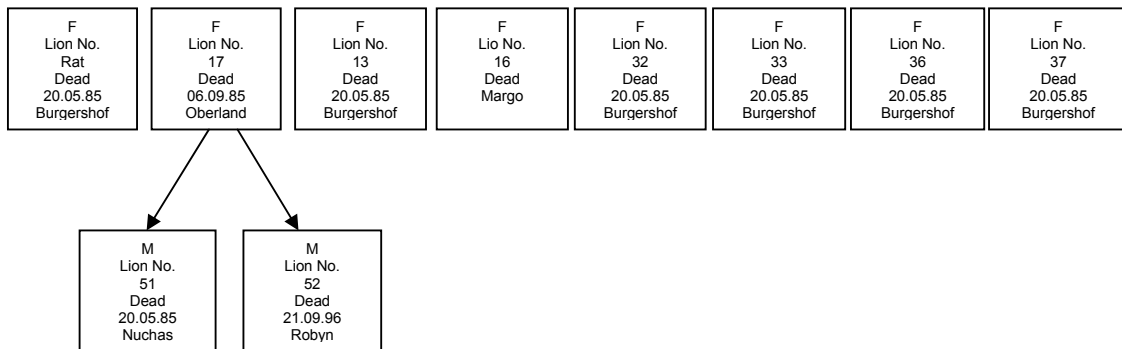 F
Lion No.
Rat
Dead
20.05.85
Burgershof
F
Lion No.
17
Dead
06.09.85
Oberland
F
Lion No.
13
Dead
20.05.85
Burgershof
F
Lio No.
16
Dead
Margo
F
Lion No.
32
Dead
20.05.85
Burgershof
F
Lion No.
33
Dead
20.05.85
Burgershof
F
Lion No.
36
Dead
20.05.85
Burgershof
F
Lion No.
37
Dead
20.05.85
Burgershof
M
Lion No.
51
Dead
20.05.85
Nuchas
M
Lion No.
52
Dead
21.09.96
Robyn